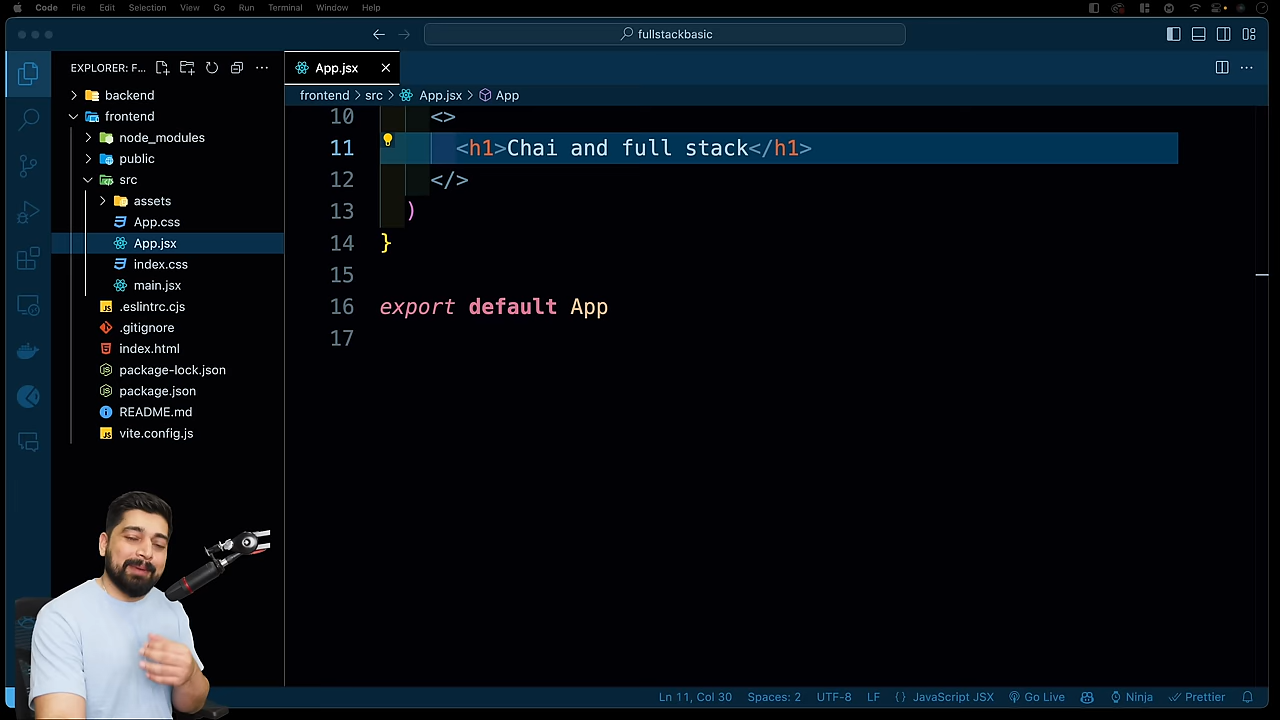 Code File Edit Selection View Go Run Terminal Window Help
fullstackbasic
EXPLORER: F...
App.jsx
frontend > src > App.jsx > App
backend
frontend
node_modules
public
src
assets
App.css
App.jsx
index.css
main.jsx
.eslintrc.cjs
.gitignore
index.html
package-lock.json
package.json
README.md
vite.config.js
10 <>
11 <h1>Chai and full stack</h1>
12 </>
13 )
14 }
15
16 export default App
17
Ln 11, Col 30 Spaces: 2 UTF-8 LF {} JavaScript JSX Go Live Ninja Prettier